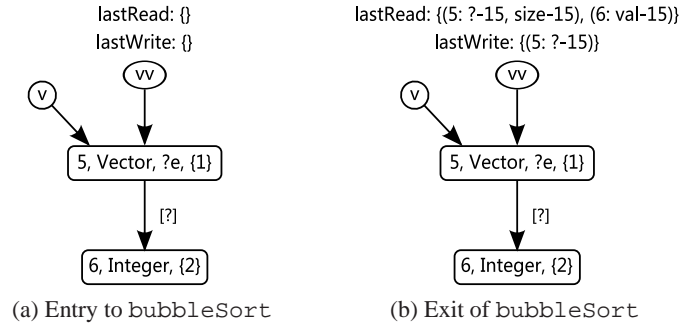 lastRead: {}
lastWrite: {}
vv
v
5, Vector, ?e, {1}
[?]
6, Integer, {2}
(a) Entry to bubbleSort
lastRead: {(5: ?-15, size-15), (6: val-15)}
lastWrite: {(5: ?-15)}
vv
v
5, Vector, ?e, {1}
[?]
6, Integer, {2}
(b) Exit of bubbleSort